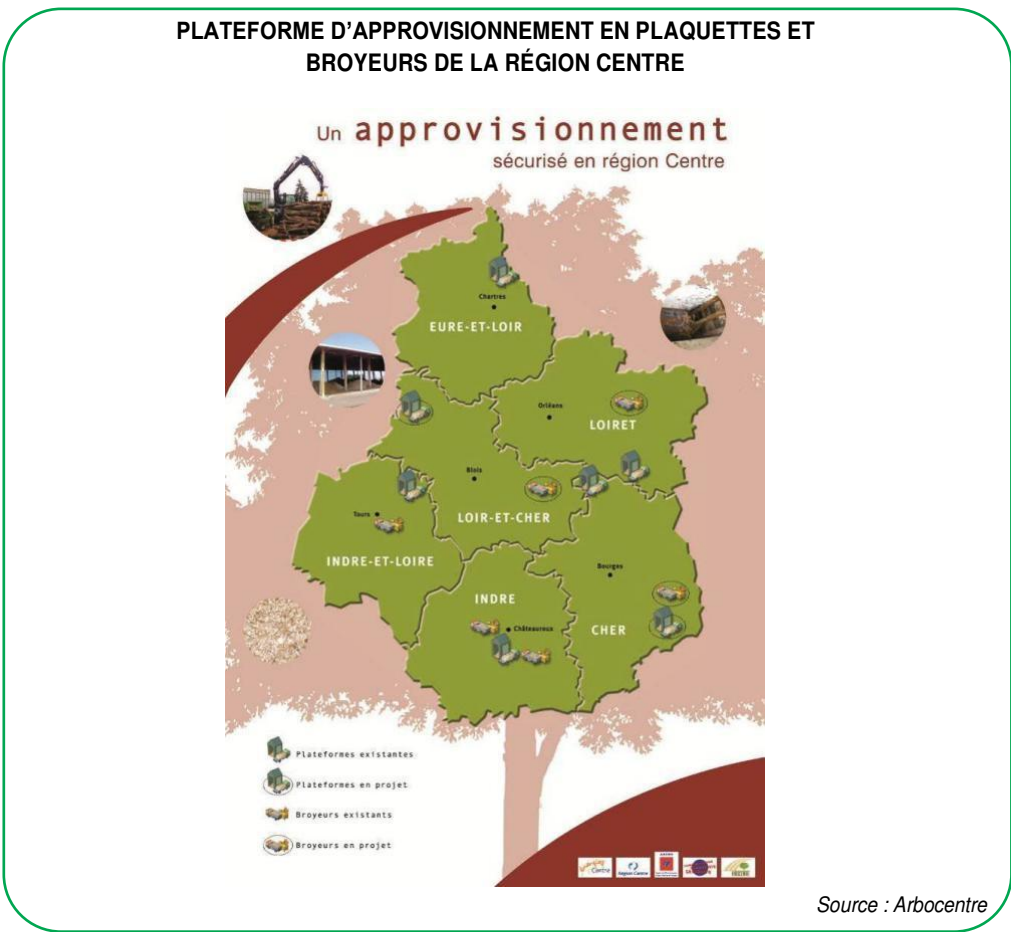 PLATEFORME D'APPROVISIONNEMENT EN PLAQUETTES ET
BROYEURS DE LA RÉGION CENTRE
Un approvisionnement
sécurisé en région Centre
Chartres
EURE-ET-LOIR
Orléans
LOIRET
Blois
LOIR-ET-CHER
Tours
INDRE-ET-LOIRE
Bourges
INDRE
Châteauroux
CHER
Plateformes existantes
Plateformes en projet
Broyeurs existants
Broyeurs en projet
Centre
Région Centre
Source : Arbocentre